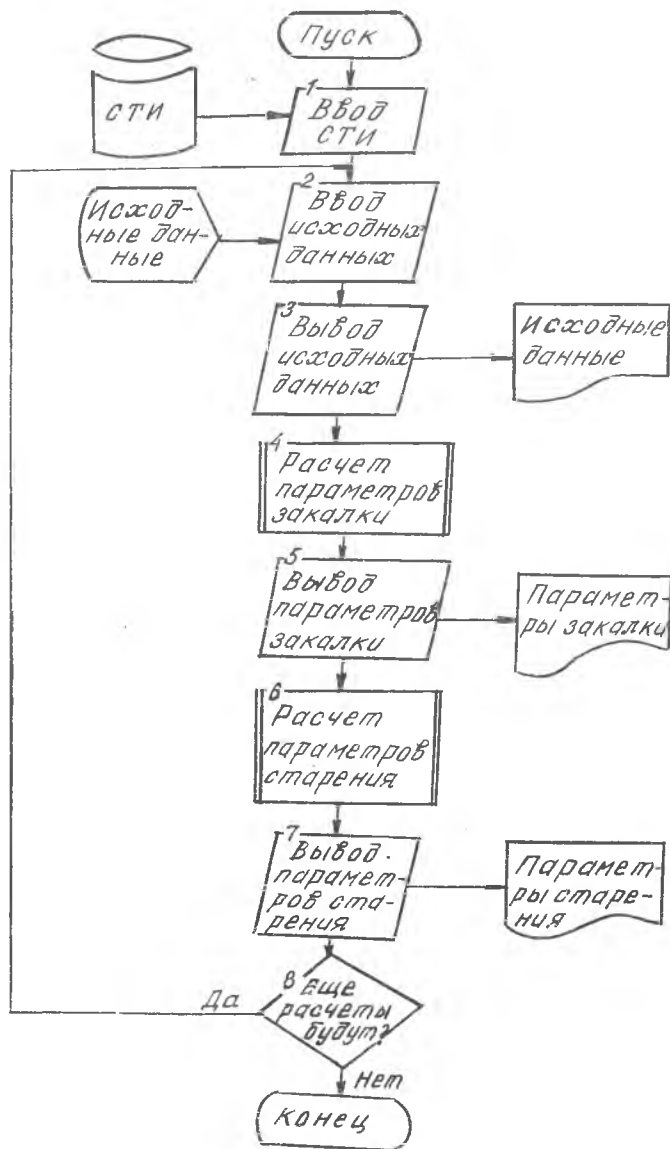 Пуск
СТИ
1
Ввод
СТИ
2
Ввод
исходных
данных
Исход-
ные дан-
ные
3
Вывод
исходных
данных
Исходные
данные
4
Расчет
параметров
закалки
5
Вывод
параметров
закалки
Парамет-
ры закалки
6
Расчет
параметров
старения
7
Вывод
парамет-
ров ста-
рения
Парамет-
ры старе-
ния
8
Еще
расчеты
будут?
Да
Нет
Конец